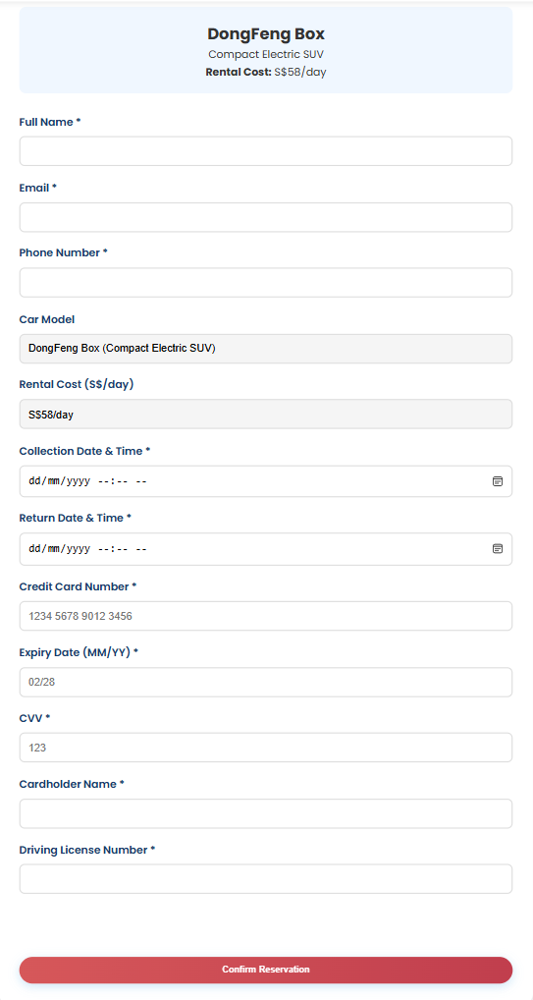 DongFeng Box
Compact Electric SUV
Rental Cost: S$58/day
Full Name *
Email *
Phone Number *
Car Model
DongFeng Box (Compact Electric SUV)
Rental Cost (S$/day)
S$58/day
Collection Date & Time *
dd/mm/yyyy --:-- --
Return Date & Time *
dd/mm/yyyy --:-- --
Credit Card Number *
1234 5678 9012 3456
Expiry Date (MM/YY) *
02/28
CVV *
123
Cardholder Name *
Driving License Number *
Confirm Reservation